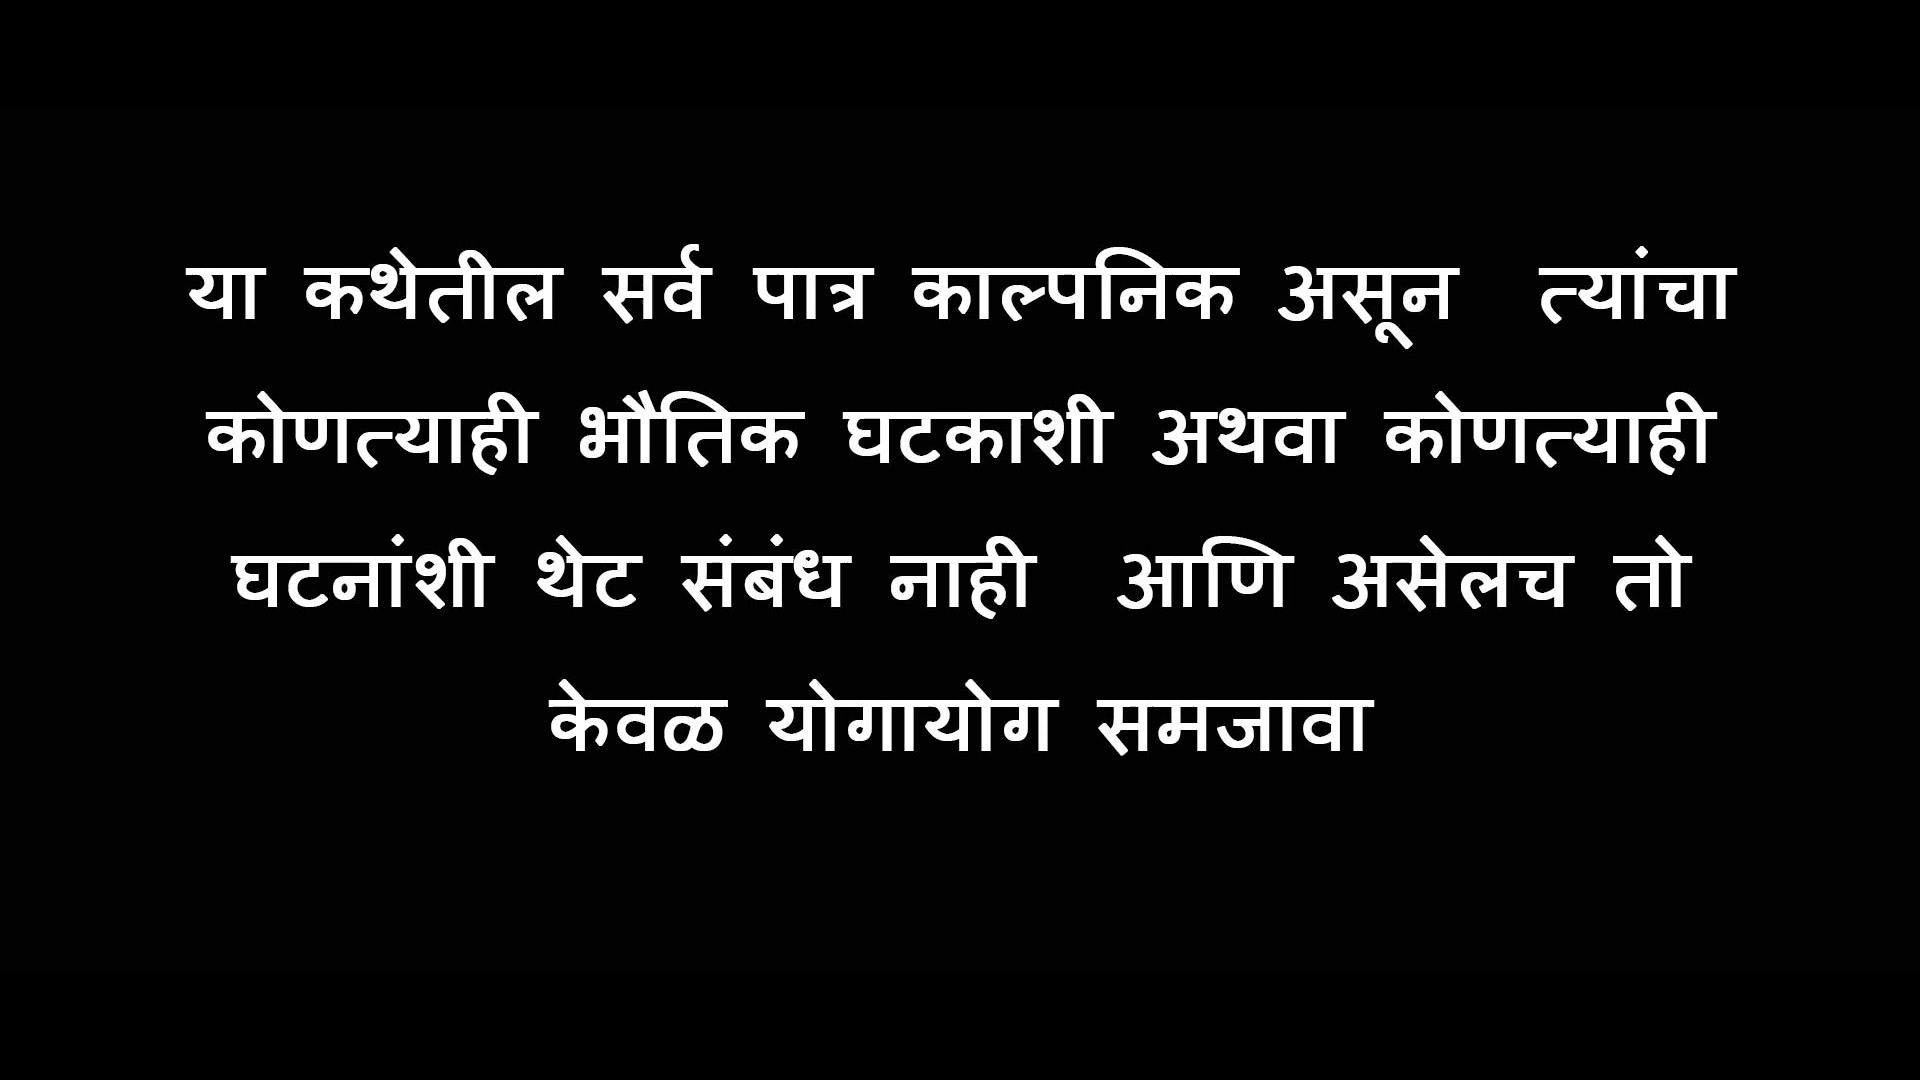 या कथेतील सर्व पात्र काल्पनिक असून त्यांचा
कोणत्याही भौतिक घटकाशी अथवा कोणत्याही
घटनांशी थेट संबंध नाही आणि असेलच तो
केवळ योगायोग समजावा